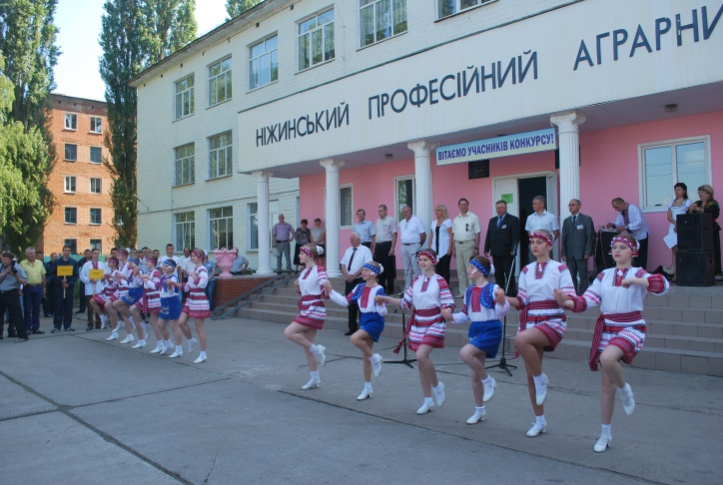 НІЖИНСЬКИЙ ПРОФЕСІЙНИЙ АГРАРНИ
ВІТАЄМО УЧАСНИКІВ КОНКУРСУ!